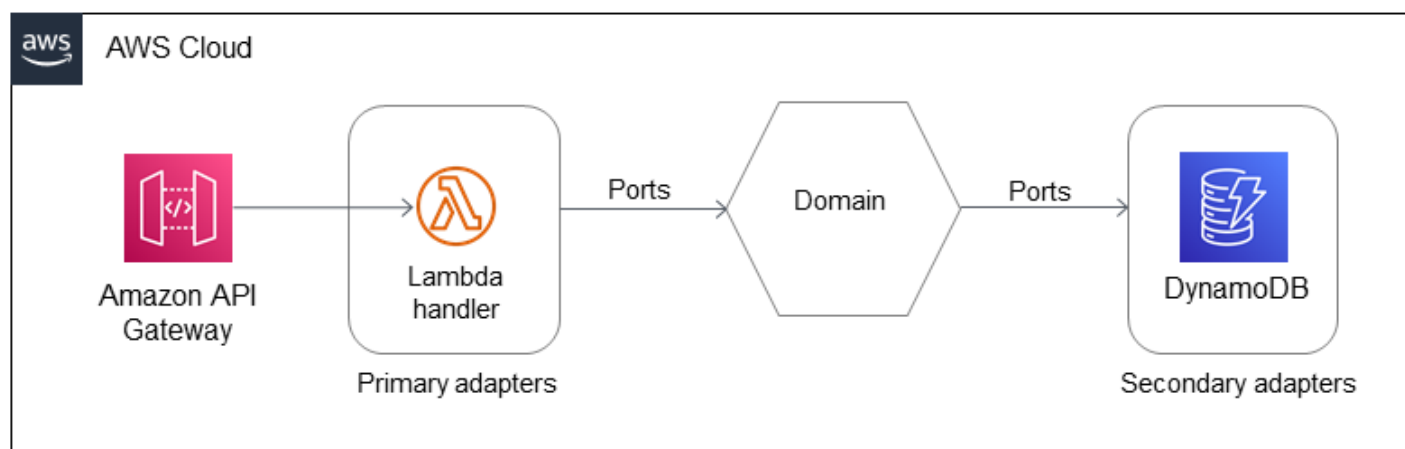 aws
AWS Cloud
Amazon API
Gateway
</>
Lambda
handler
Primary adapters
Ports
Domain
Ports
DynamoDB
Secondary adapters